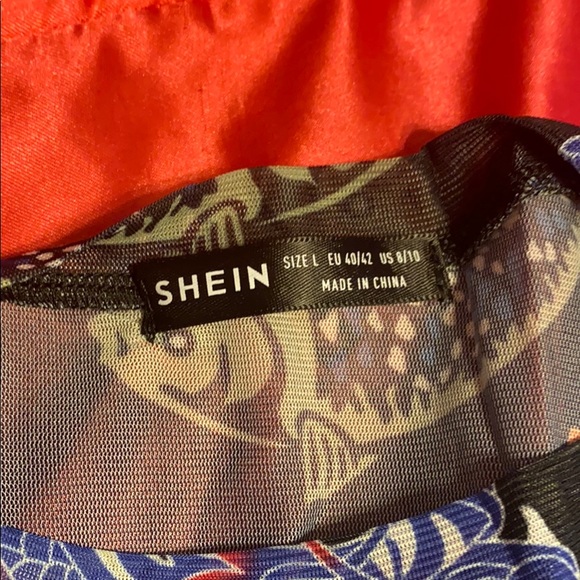 SHEIN
SIZE L EU 40/42 US 8/10
MADE IN CHINA